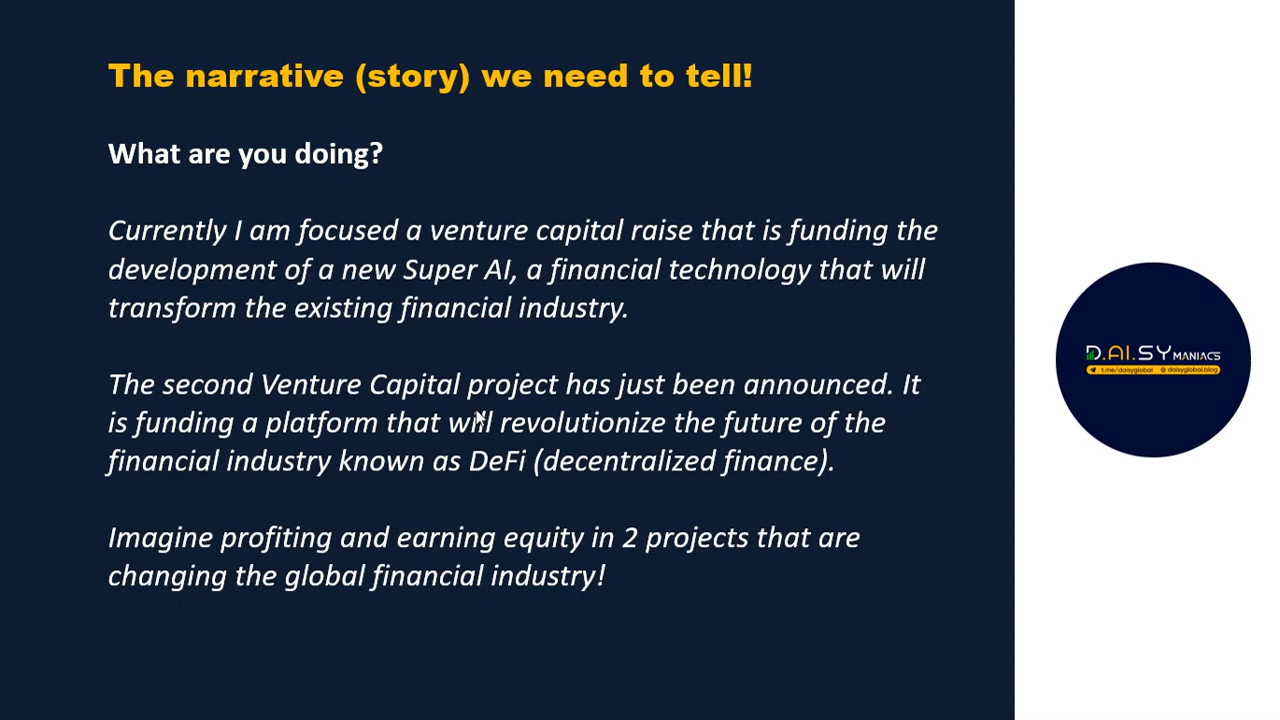 The narrative (story) we need to tell!
What are you doing?
Currently I am focused a venture capital raise that is funding the
development of a new Super AI, a financial technology that will
transform the existing financial industry.
The second Venture Capital project has just been announced. It
is funding a platform that will revolutionize the future of the
financial industry known as DeFi (decentralized finance).
Imagine profiting and earning equity in 2 projects that are
changing the global financial industry!
D.AI.SY MANIACS
t.me/daisyglobal @ daisyglobal.blog